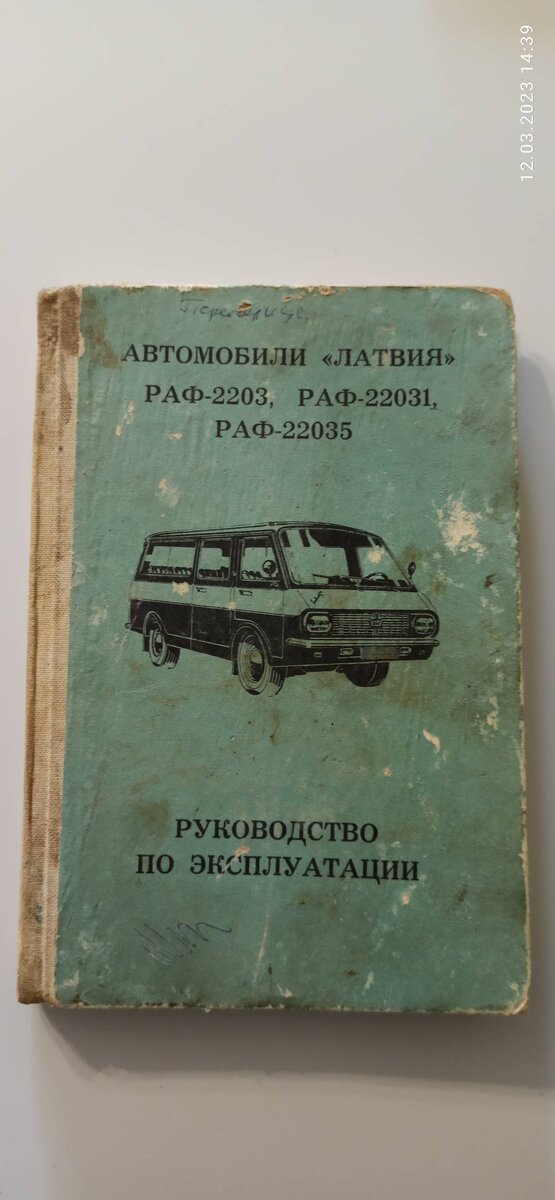 12.03.2023 14:39
АВТОМОБИЛИ «ЛАТВИЯ»
РАФ-2203, РАФ-22031,
РАФ-22035
РУКОВОДСТВО
ПО ЭКСПЛУАТАЦИИ